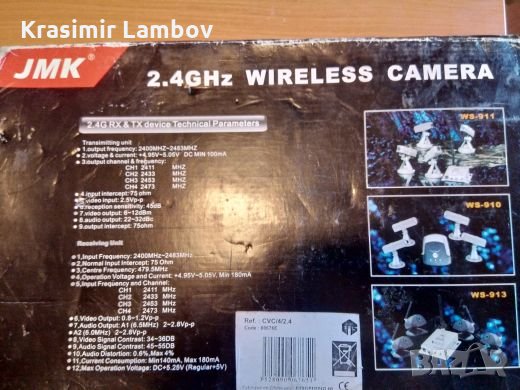 Krasimir Lambov
JMK®
2.4GHz WIRELESS CAMERA
2.4G RX & TX device Technical Parameters
Transmitting unit
1.output frequency: 2400MHZ~2483MHZ
2.voltage & current: +4.95V~5.05V DC MIN 100mA
3.output channel & frequency:
CH1 2411 MHZ
CH2 2433 MHZ
CH3 2453 MHZ
CH4 2473 MHZ
4.input intercept: 75 ohm
5.video input: 2.5Vp-p
6.reception sensitivity: 45dB
7.video output: 6~12dBm
8.audio output: 22~32dBc
9.output intercept: 75ohm
Receiving Unit
1,Input Frequency: 2400MHZ~2483MHZ
2,Normal Input Intercept: 75 Ohm
3,Centre Frequency: 479.5MHZ
4,Operation Voltage and Current: +4.95V~5.05V, Min 180mA
5,Input Frequency and Channel:
CH1 2411 MHZ
CH2 2433 MHZ
CH3 2453 MHZ
CH4 2473 MHZ
6,Video Output: 0.8~1.2Vp-p
7,Audio Output: A1 (6.5MHz) 2~2.8Vp-p
A2 (6.0MHz) 2~2.8Vp-p
8,Video Signal Contrast: 34~36DB
9,Audio Signal Contrast: 45~55DB
10,Audio Distortion: 0.6%, Max 4%
11,Current Consumption: Min140mA, Max 180mA
12,Max Operation Voltage: DC+5.25V (Regular+5V)
WS-911
WS-910
WS-913
Ref. : CVC/4/2.4
Code :
bazar